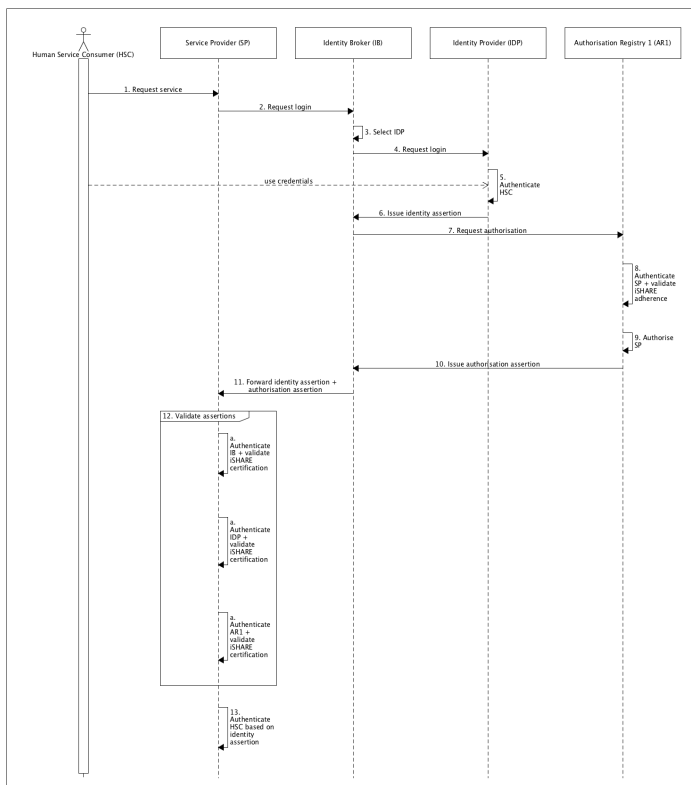 Human Service Consumer (HSC)
Service Provider (SP)
Identity Broker (IB)
Identity Provider (IDP)
Authorisation Registry 1 (AR1)
1. Request service
2. Request login
3. Select IDP
4. Request login
use credentials
5.
Authenticate
HSC
6. Issue identity assertion
7. Request authorisation
8.
Authenticate
SP + validate
iSHARE
adherence
9. Authorise
SP
10. Issue authorisation assertion
11. Forward identity assertion +
authorisation assertion
12. Validate assertions
a.
Authenticate
IB + validate
iSHARE
certification
a.
Authenticate
IDP +
validate
iSHARE
certification
a.
Authenticate
AR1 +
validate
iSHARE
certification
13.
Authenticate
HSC based on
identity
assertion